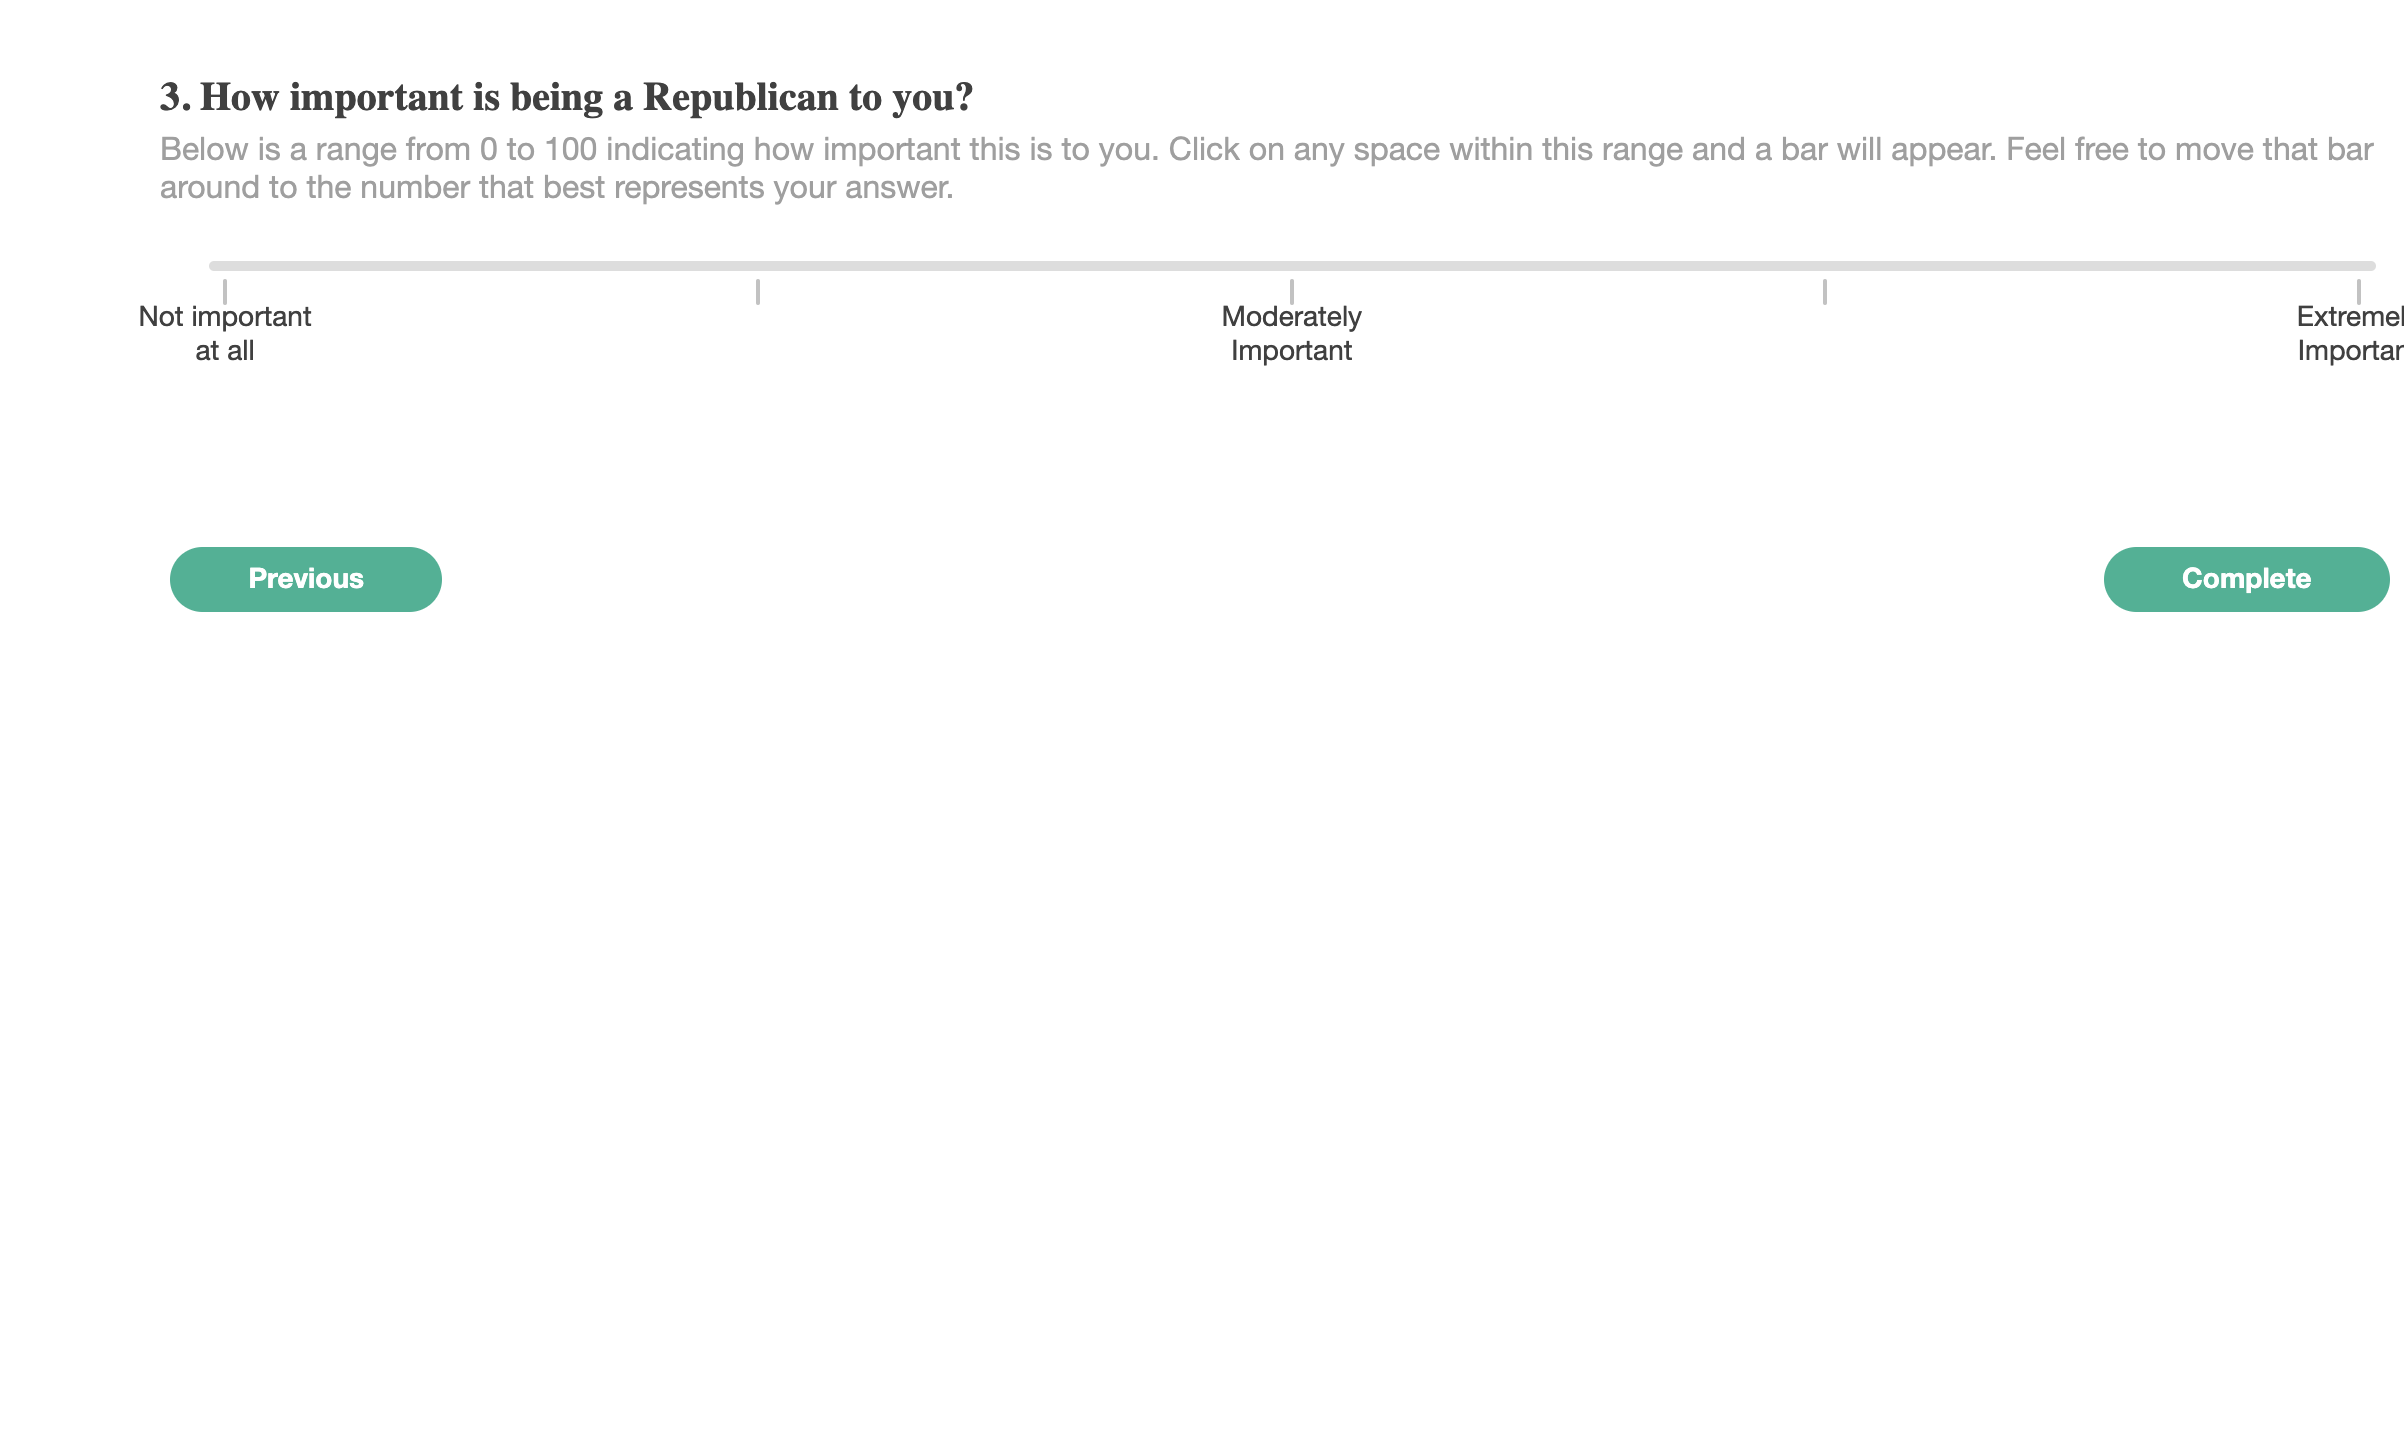 3. How important is being a Republican to you?
Below is a range from 0 to 100 indicating how important this is to you. Click on any space within this range and a bar will appear. Feel free to move that bar
around to the number that best represents your answer.
Not important
at all
Moderately
Important
Extremel
Importan
Previous
Complete